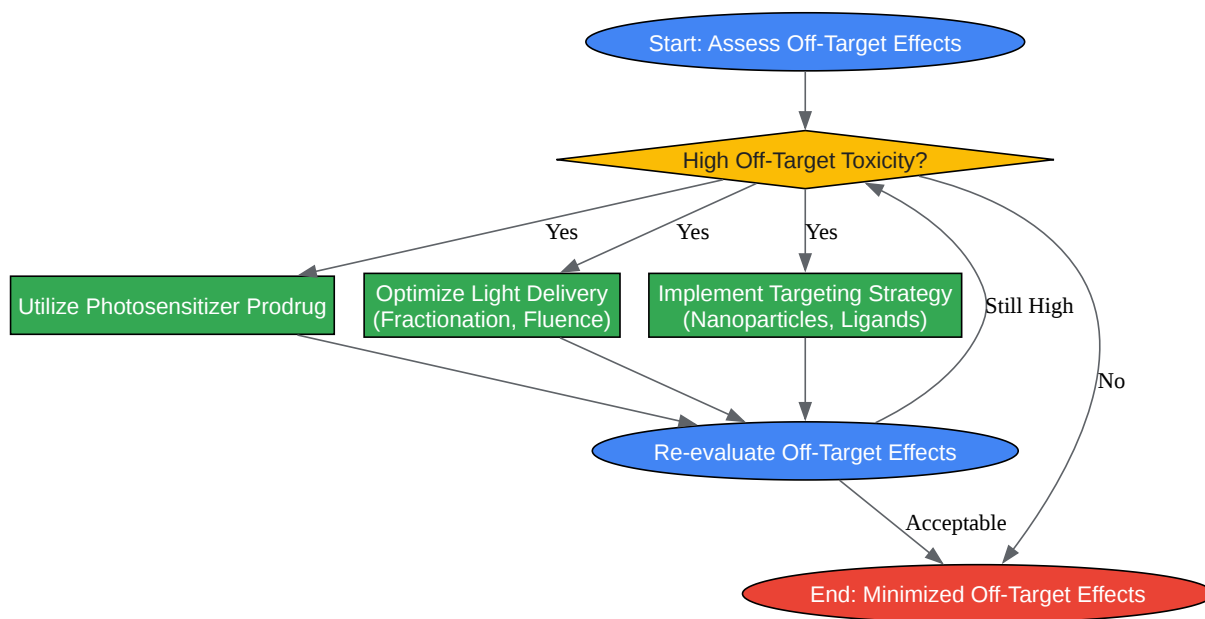 Start: Assess Off-Target Effects
High Off-Target Toxicity?
Yes
Yes
Yes
Utilize Photosensitizer Prodrug
Optimize Light Delivery
(Fractionation, Fluence)
Implement Targeting Strategy
(Nanoparticles, Ligands)
Still High
No
Re-evaluate Off-Target Effects
Acceptable
End: Minimized Off-Target Effects